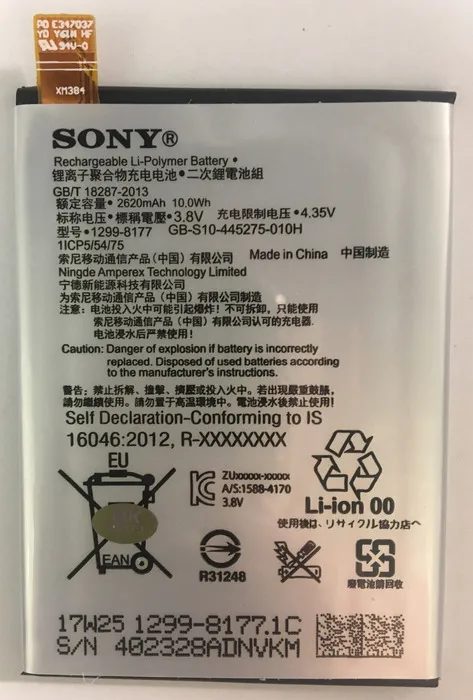 PO E347037
YD YGLN HF
94V-0
XM384
SONY®
Rechargeable Li-Polymer Battery •
锂离子聚合物充电电池 • 二次鋰電池組
GB/T 18287-2013
额定容量 • 2620mAh 10.0Wh
标称电压 • 標稱電壓 • 3.8V 充电限制电压 • 4.35V
型号 • 1299-8177 GB-S10-445275-010H
1ICP5/54/75
索尼移动通信产品（中国）有限公司 Made in China 中国制造
Ningde Amperex Technology Limited
宁德新能源科技有限公司
为索尼移动通信产品（中国）有限公司制造
注意：电池投入火中可能引起爆炸！不可拆卸，只能使用
索尼移动通信产品（中国）有限公司认可的充电器.
电池浸水后严禁使用！
Caution: Danger of explosion if battery is incorrectly
replaced. Disposed of used batteries according
to the manufacturer's instructions.
警告：禁止拆解、撞擊、擠壓或投入火中。若出現嚴重鼓脹，
請勿繼續使用。請勿置于高溫環境中。電池浸水後禁止使用！
Self Declaration-Conforming to IS
16046:2012, R-XXXXXXXX
EU
ZUxxxxx-xxxxx
A/S:1588-4170
3.8V
Li-ion 00
使用後は、リサイクル協力店へ
EAN
R31248
廢電池請回收
17W25 1299-8177.1C
S/N 402328ADNVKM